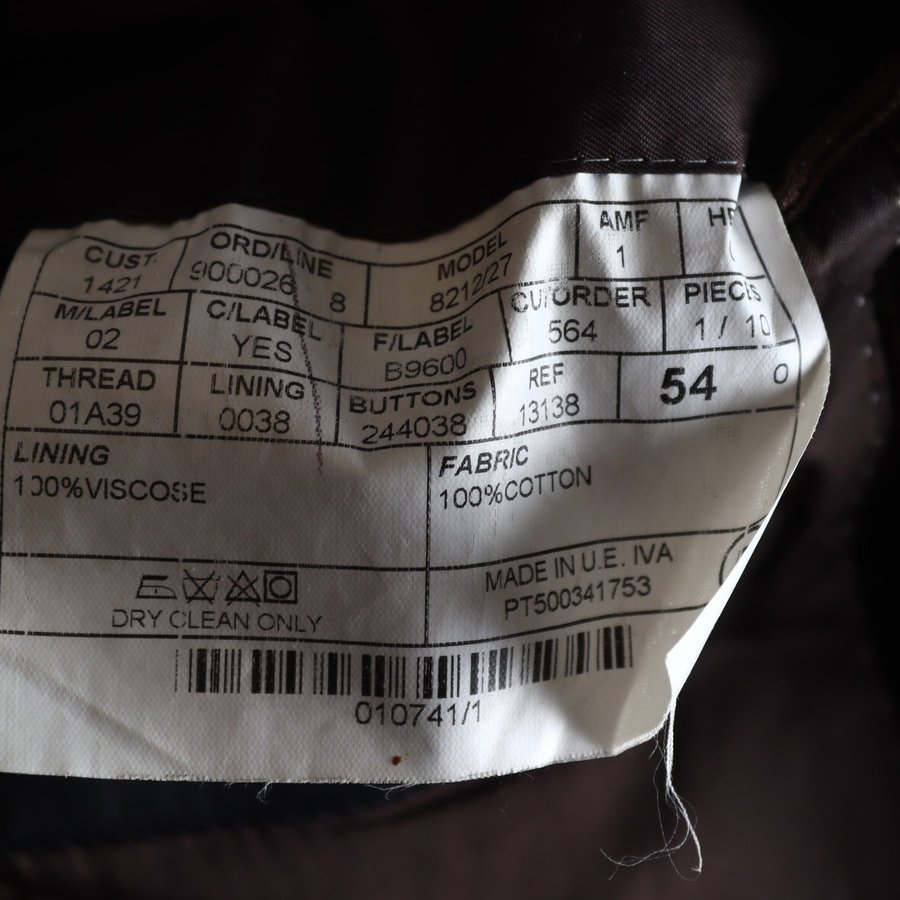 CUST. ORD/LINE MODEL AMF
1421 900026 8 8212/27 1
M/LABEL C/LABEL F/LABEL CU/ORDER PIECES
02 YES B9600 564 1 / 10
THREAD LINING BUTTONS REF 54 0
01A39 0038 244038 13138
LINING FABRIC
100%VISCOSE 100%COTTON
MADE IN U.E. IVA
DRY CLEAN ONLY PT500341753
010741/1